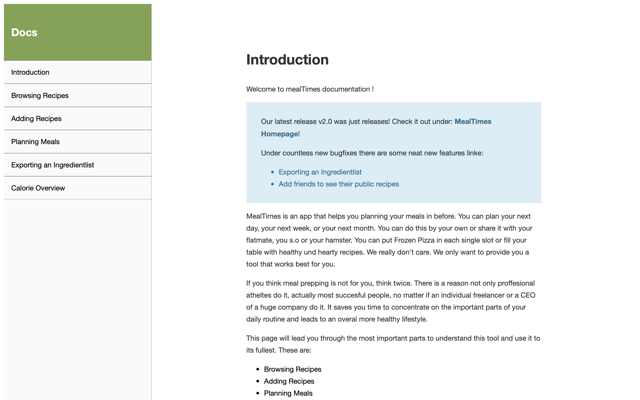 Docs
Introduction
Browsing Recipes
Adding Recipes
Planning Meals
Exporting an Ingredientlist
Calorie Overview
Introduction
Welcome to mealTimes documentation !
Our latest release v2.0 was just releases! Check it out under: MealTimes
Homepage!
Under countless new bugfixes there are some neat new features linke:
• Exporting an Ingredientlist
• Add friends to see their public recipes
MealTimes is an app that helps you planning your meals in before. You can plan your next
day, your next week, or your next month. You can do this by your own or share it with your
flatmate, you s.o or your hamster. You can put Frozen Pizza in each single slot or fill your
table with healthy und hearty recipes. We really don't care. We only want to provide you a
tool that works best for you.
If you think meal prepping is not for you, think twice. There is a reason not only proffesional
atheltes do it, actually most succesful people, no matter if an individual freelancer or a CEO
of a huge company do it. It saves you time to concentrate on the important parts of your
daily routine and leads to an overal more healthy lifestyle.
This page will lead you through the most important parts to understand this tool and use it to
its fullest. These are:
• Browsing Recipes
• Adding Recipes
• Planning Meals